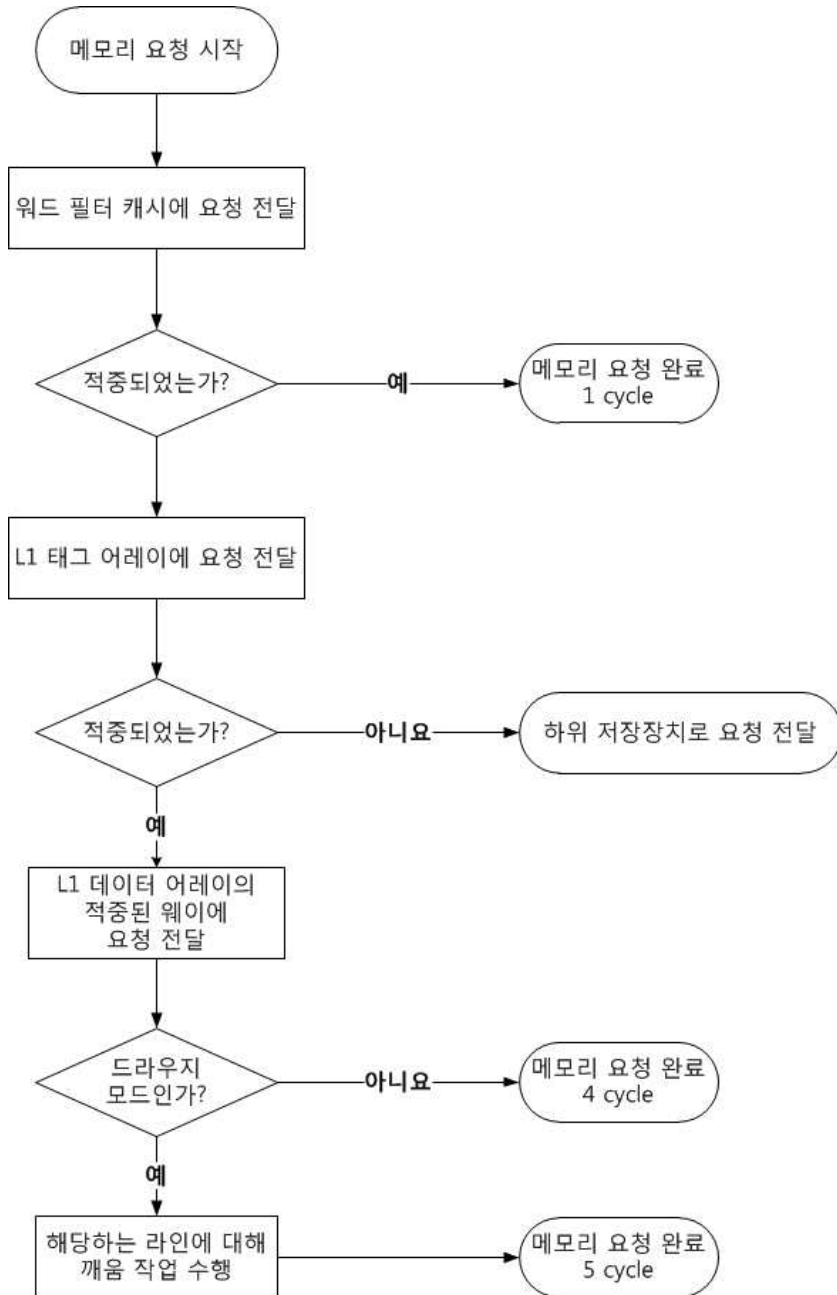 메모리 요청 시작
워드 필터 캐시에 요청 전달
적중되었는가?
예
메모리 요청 완료
1 cycle
L1 태그 어레이에 요청 전달
적중되었는가?
아니요
하위 저장장치로 요청 전달
예
L1 데이터 어레이의
적중된 웨이에
요청 전달
드라우지
모드인가?
아니요
메모리 요청 완료
4 cycle
예
해당하는 라인에 대해
깨움 작업 수행
메모리 요청 완료
5 cycle